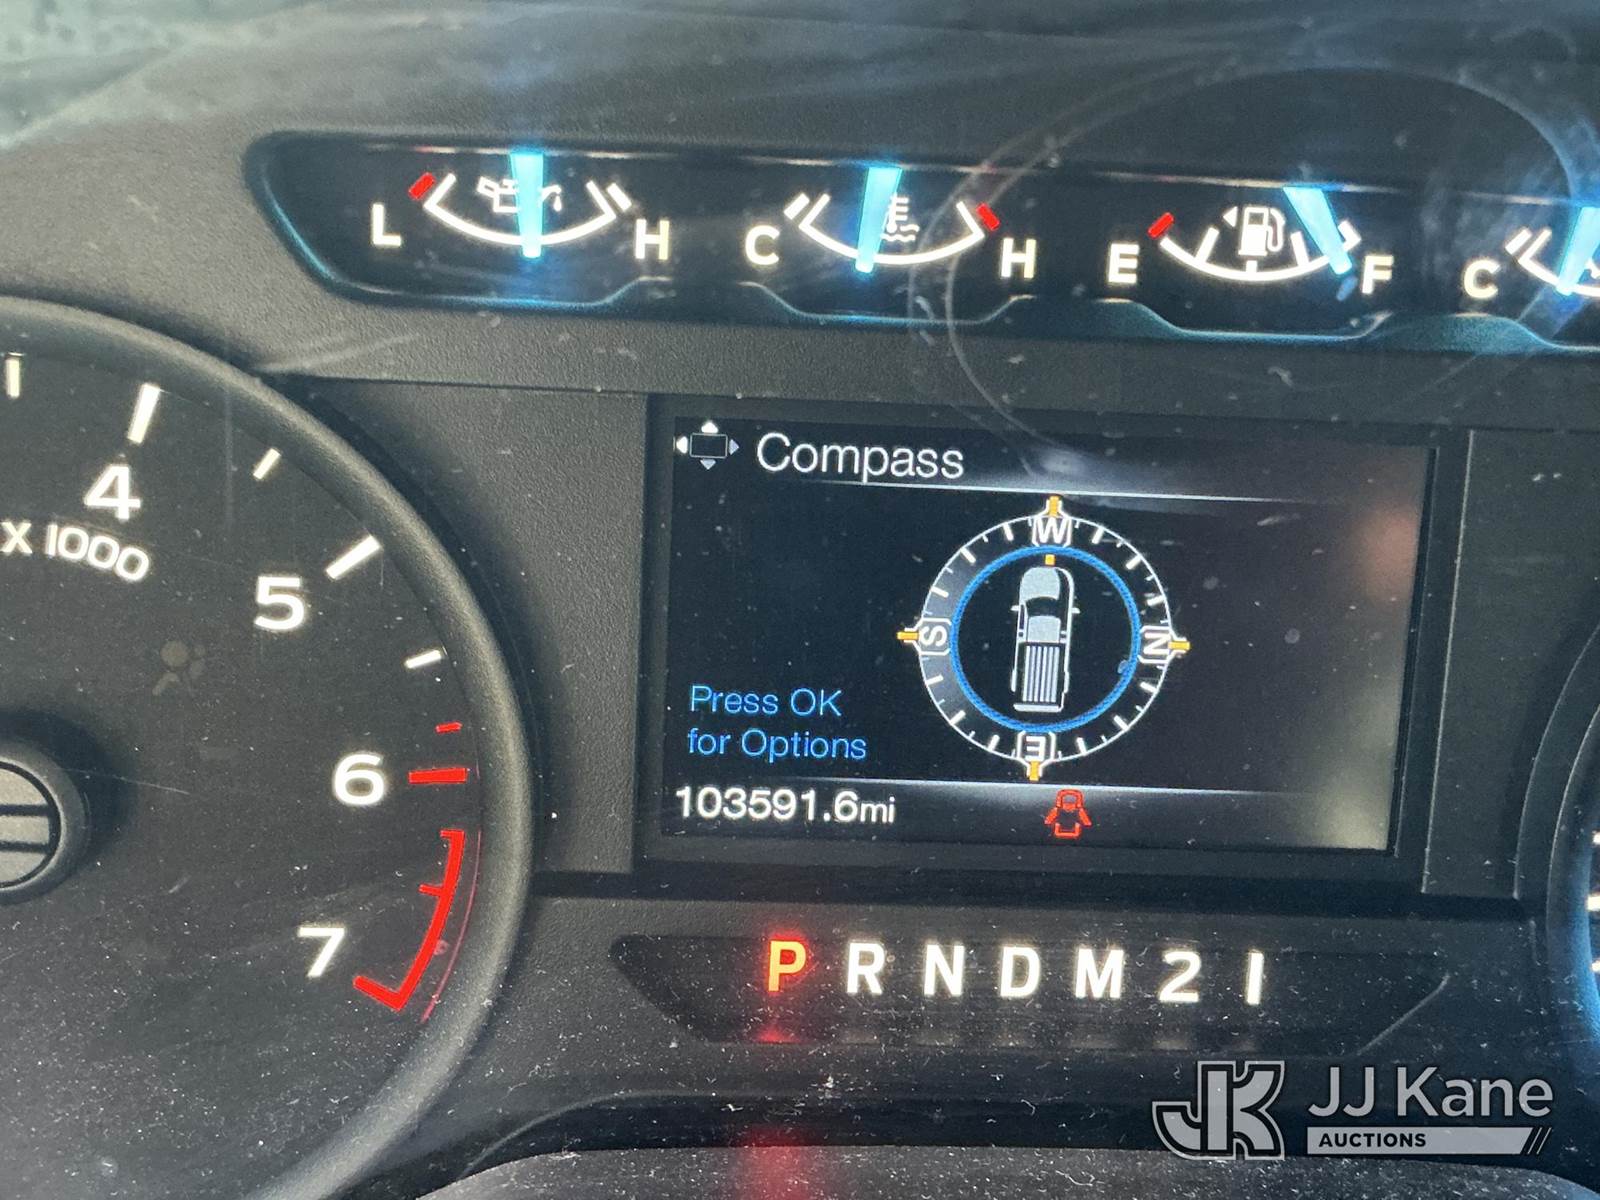 L H C H E F C
Compass
W
S N
E
Press OK
for Options
103591.6mi
4
X 1000
5
6
7
P R N D M 2 1
JK JJ Kane
AUCTIONS